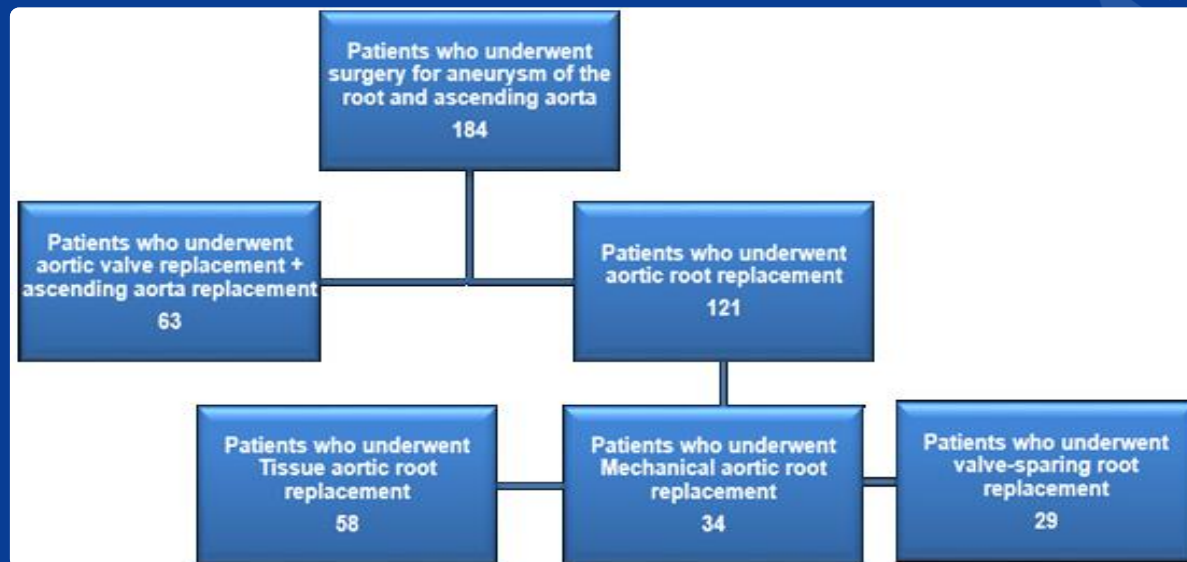 Patients who underwent
surgery for aneurysm of the
root and ascending aorta
184
Patients who underwent
aortic valve replacement +
ascending aorta replacement
63
Patients who underwent
aortic root replacement
121
Patients who underwent
Tissue aortic root
replacement
58
Patients who underwent
Mechanical aortic root
replacement
34
Patients who underwent
valve-sparing root
replacement
29